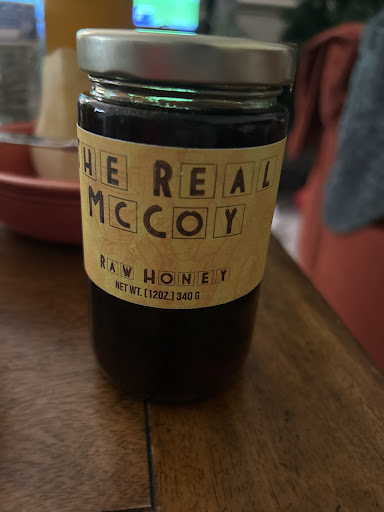 HE REAL
MCCOY
RAW HONEY
NET WT. (12OZ.) 340 G